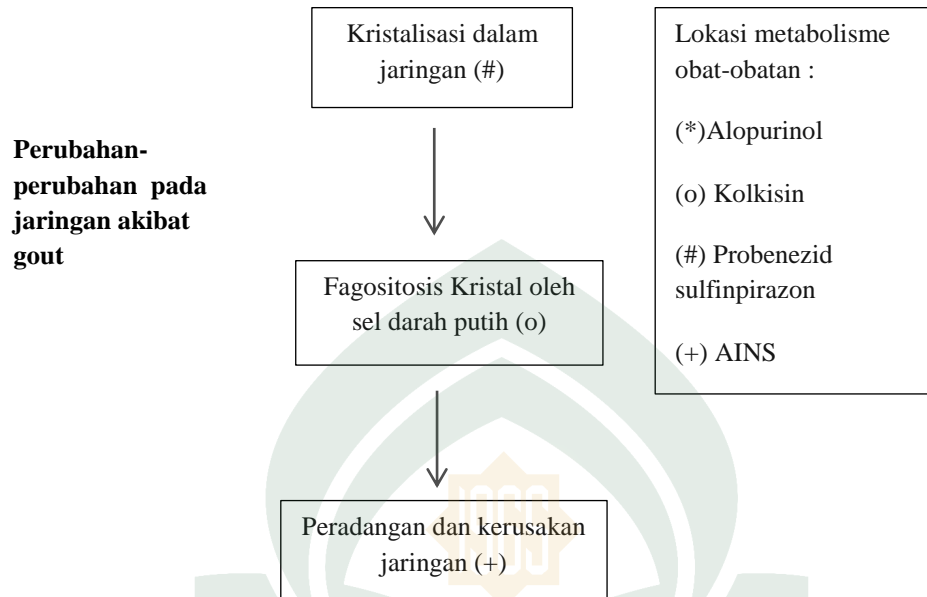 Kristalisasi dalam
jaringan (#)
Perubahan-
perubahan pada
jaringan akibat
gout
Fagositosis Kristal oleh
sel darah putih (o)
Peradangan dan kerusakan
jaringan (+)
Lokasi metabolisme
obat-obatan :
(*)Alopurinol
(o) Kolkisin
(#) Probenezid
sulfinpirazon
(+) AINS